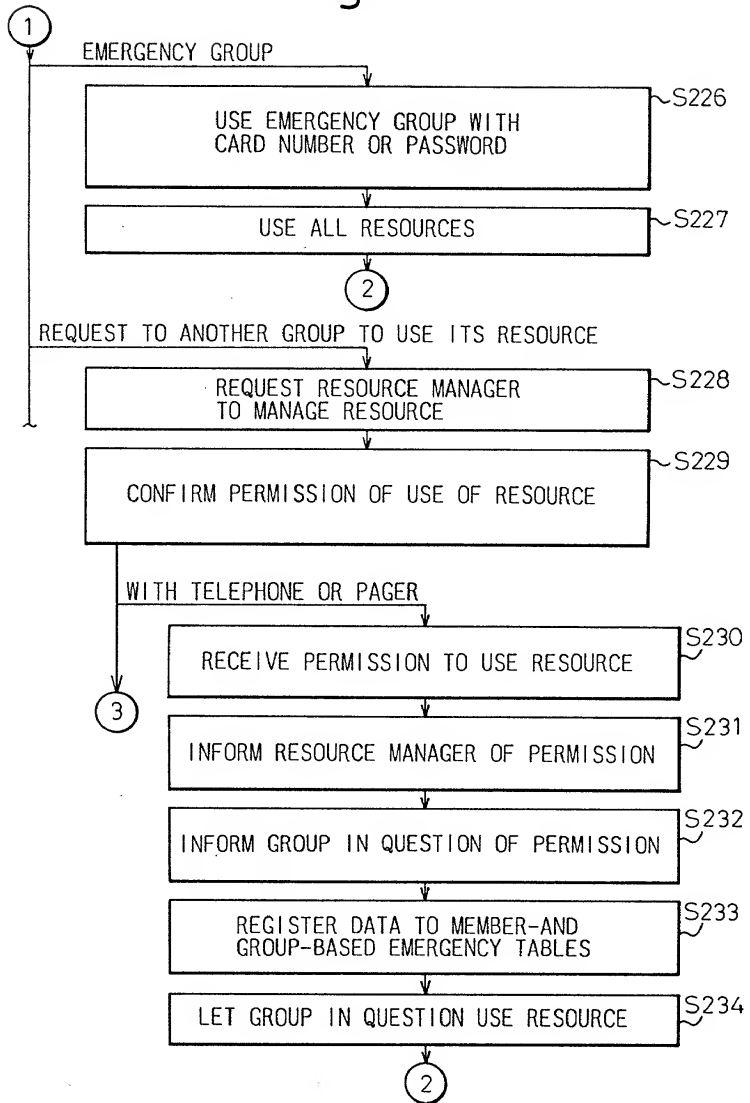 1
EMERGENCY GROUP
S226
USE EMERGENCY GROUP WITH
CARD NUMBER OR PASSWORD
S227
USE ALL RESOURCES
2
REQUEST TO ANOTHER GROUP TO USE ITS RESOURCE
S228
REQUEST RESOURCE MANAGER
TO MANAGE RESOURCE
S229
CONFIRM PERMISSION OF USE OF RESOURCE
WITH TELEPHONE OR PAGER
S230
RECEIVE PERMISSION TO USE RESOURCE
3
S231
INFORM RESOURCE MANAGER OF PERMISSION
S232
INFORM GROUP IN QUESTION OF PERMISSION
S233
REGISTER DATA TO MEMBER-AND
GROUP-BASED EMERGENCY TABLES
S234
LET GROUP IN QUESTION USE RESOURCE
2